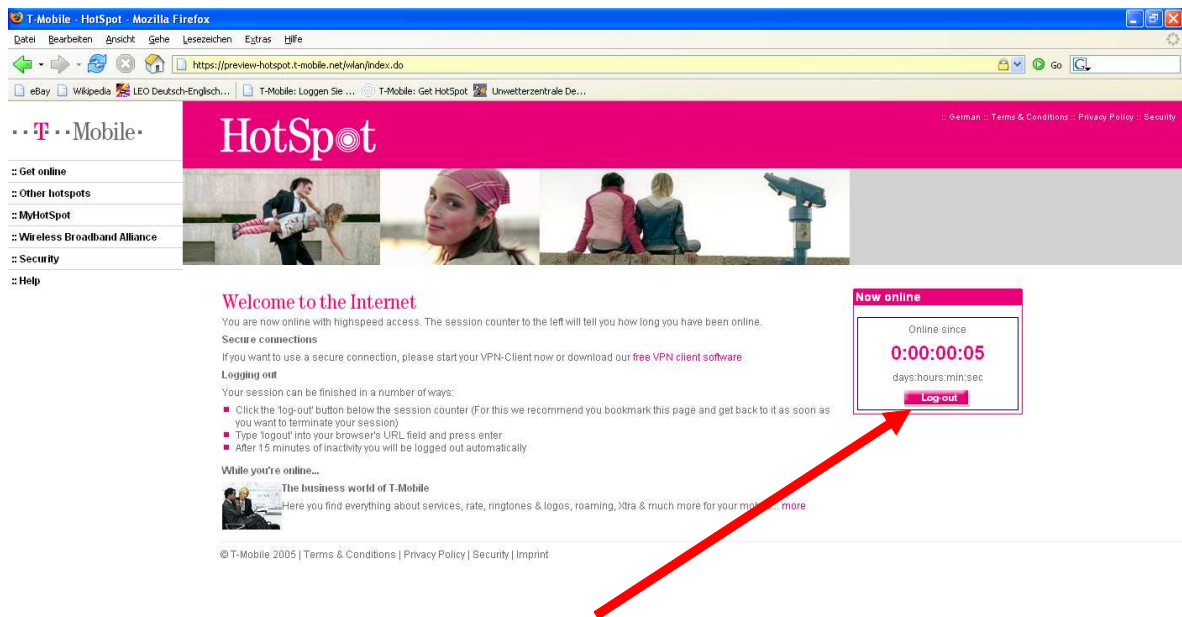 T-Mobile - HotSpot - Mozilla Firefox
Datei Bearbeiten Ansicht Gehe Lesezeichen Extras Hilfe
https://preview-hotspot.t-mobile.net/wlan/index.do
Go
G
eBay Wikipedia LEO Deutsch-Englisch... T-Mobile: Loggen Sie ... T-Mobile: Get HotSpot Unwetterzentrale De...
··T··Mobile·
HotSpot
:: German :: Terms & Conditions :: Privacy Policy :: Security
:: Get online
:: Other hotspots
:: MyHotSpot
:: Wireless Broadband Alliance
:: Security
:: Help
Welcome to the Internet
You are now online with highspeed access. The session counter to the left will tell you how long you have been online.
Secure connections
If you want to use a secure connection, please start your VPN-Client now or download our free VPN client software
Logging out
Your session can be finished in a number of ways:
Click the 'log-out' button below the session counter (For this we recommend you bookmark this page and get back to it as soon as
you want to terminate your session)
Type 'logout' into your browser's URL field and press enter
After 15 minutes of inactivity you will be logged out automatically
While you're online...
The business world of T-Mobile
Here you find everything about services, rate, ringtones & logos, roaming, Xtra & much more for your more
© T-Mobile 2005 | Terms & Conditions | Privacy Policy | Security | Imprint
Now online
Online since
0:00:00:05
days:hours:min:sec
Log-out